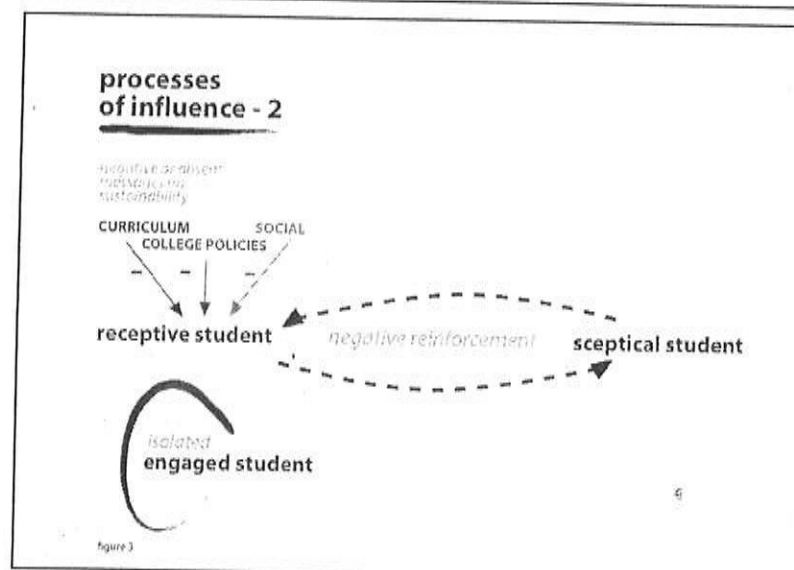 processes
of influence - 2
negative or absent
messages on
sustainability
CURRICULUM
SOCIAL
COLLEGE POLICIES
receptive student
negative reinforcement
sceptical student
isolated
engaged student
figure 3